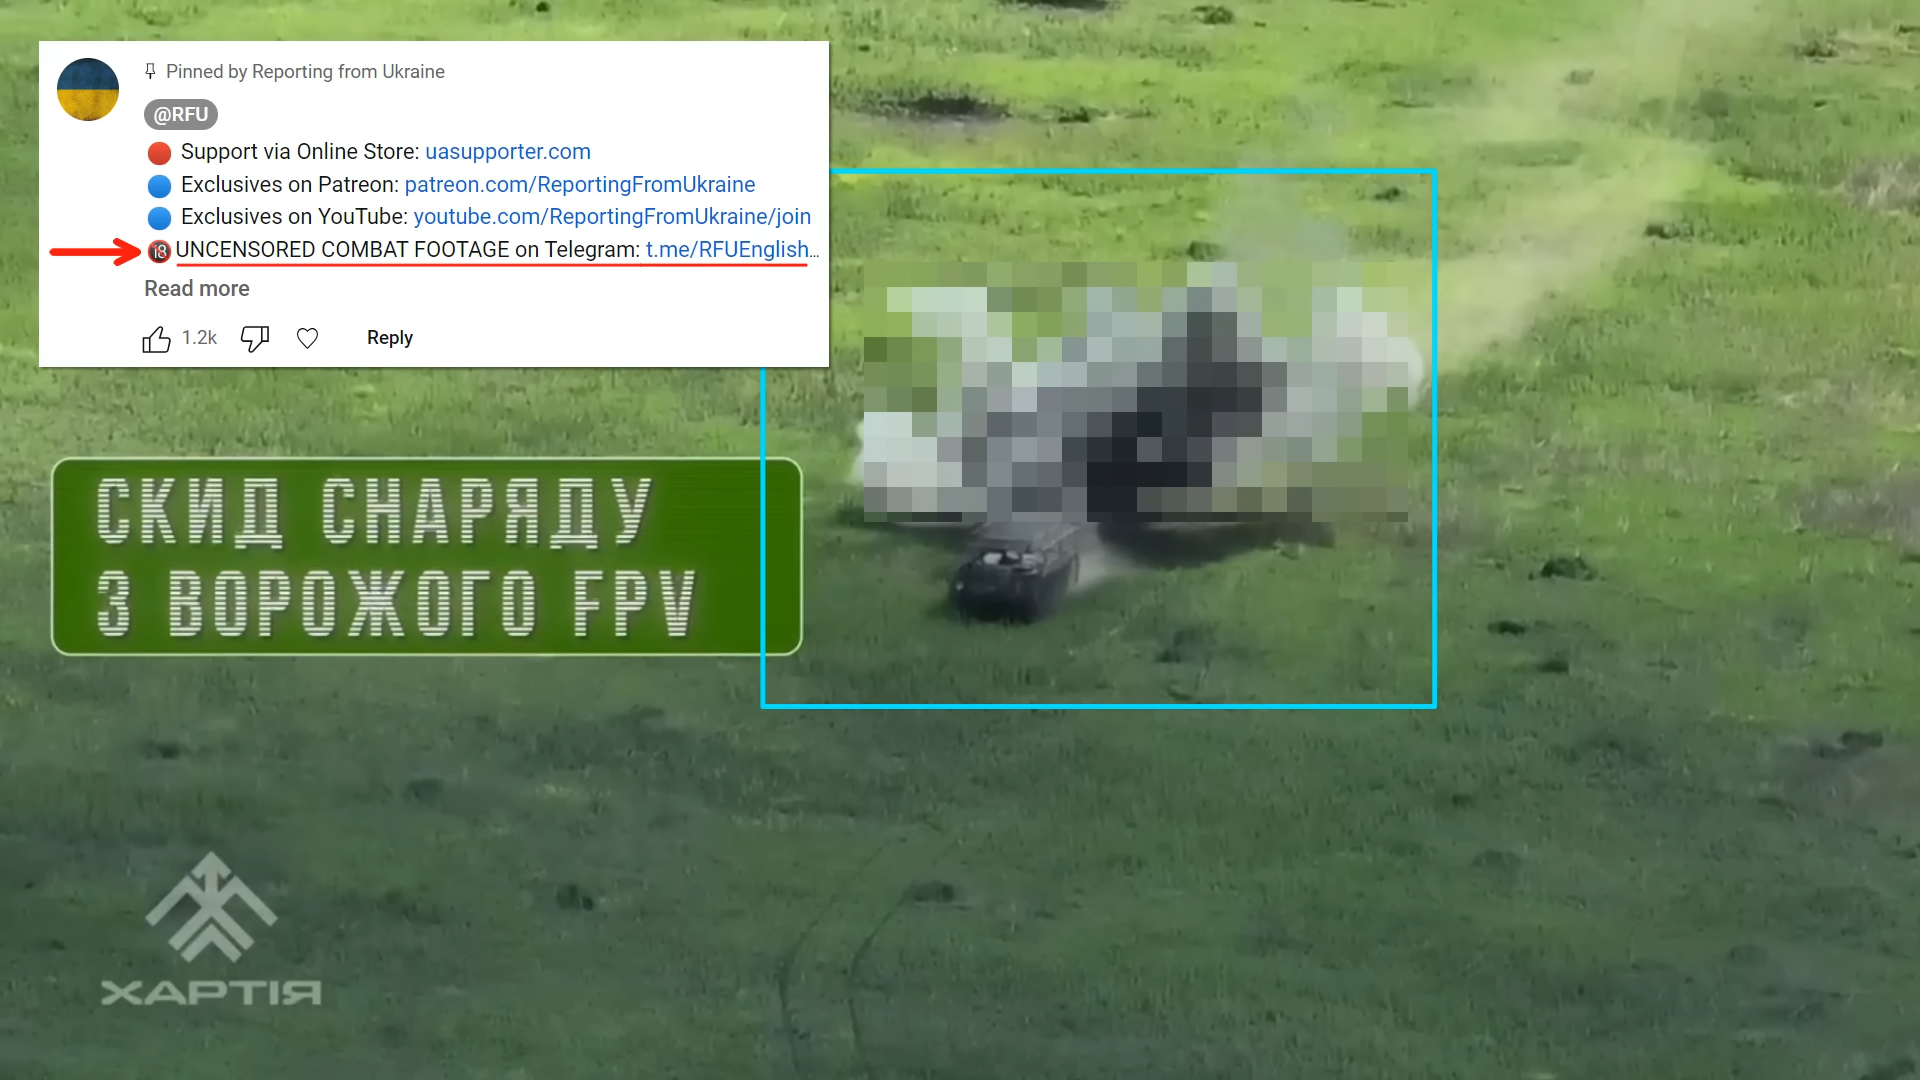 Pinned by Reporting from Ukraine
@RFU
Support via Online Store: uasupporter.com
Exclusives on Patreon: patreon.com/ReportingFromUkraine
Exclusives on YouTube: youtube.com/ReportingFromUkraine/join
🔞 UNCENSORED COMBAT FOOTAGE on Telegram: t.me/RFUEnglish...
Read more
1.2k Reply
СКИД СНАРЯДУ
З ВОРОЖОГО FPV
ХАРТІЯ